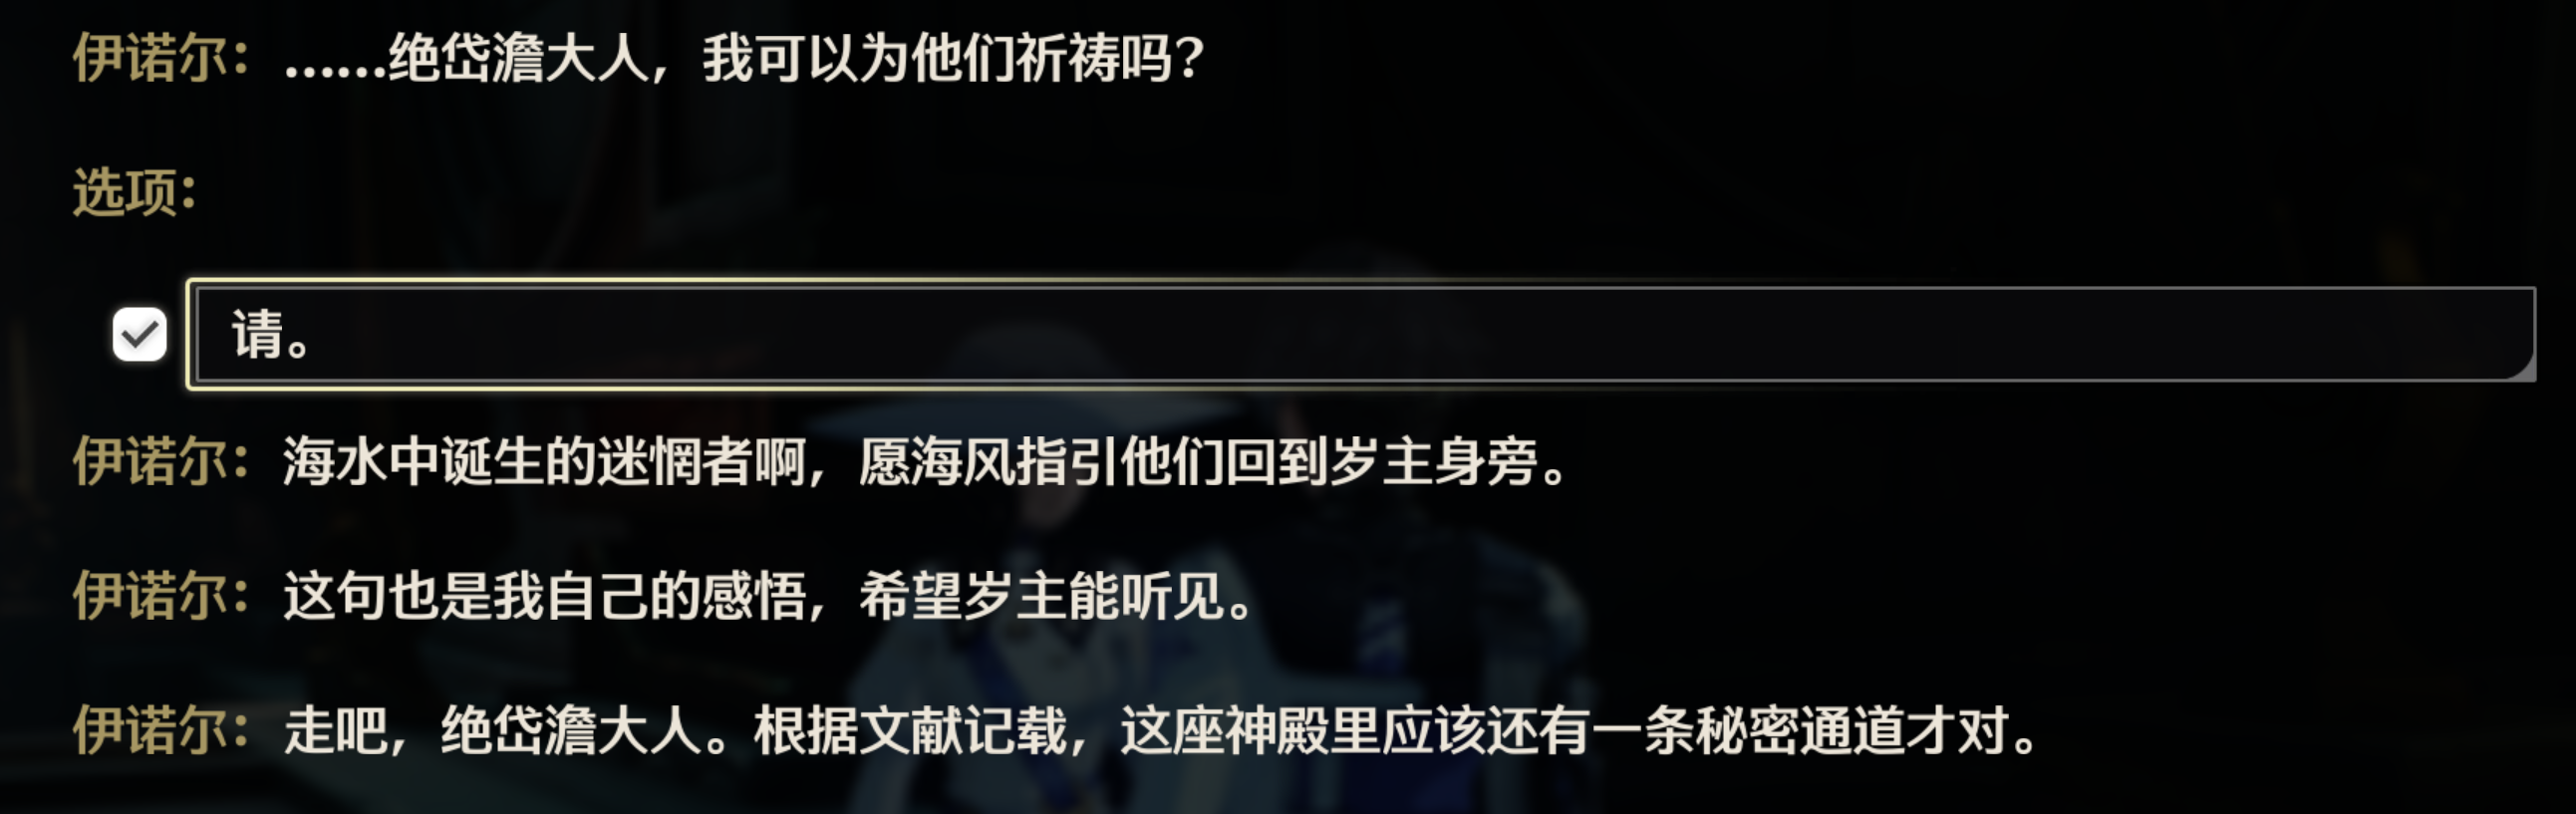 伊诺尔：……绝岱澹大人，我可以为他们祈祷吗？
选项：
请。
伊诺尔：海水中诞生的迷惘者啊，愿海风指引他们回到岁主身旁。
伊诺尔：这句也是我自己的感悟，希望岁主能听见。
伊诺尔：走吧，绝岱澹大人。根据文献记载，这座神殿里应该还有一条秘密通道才对。